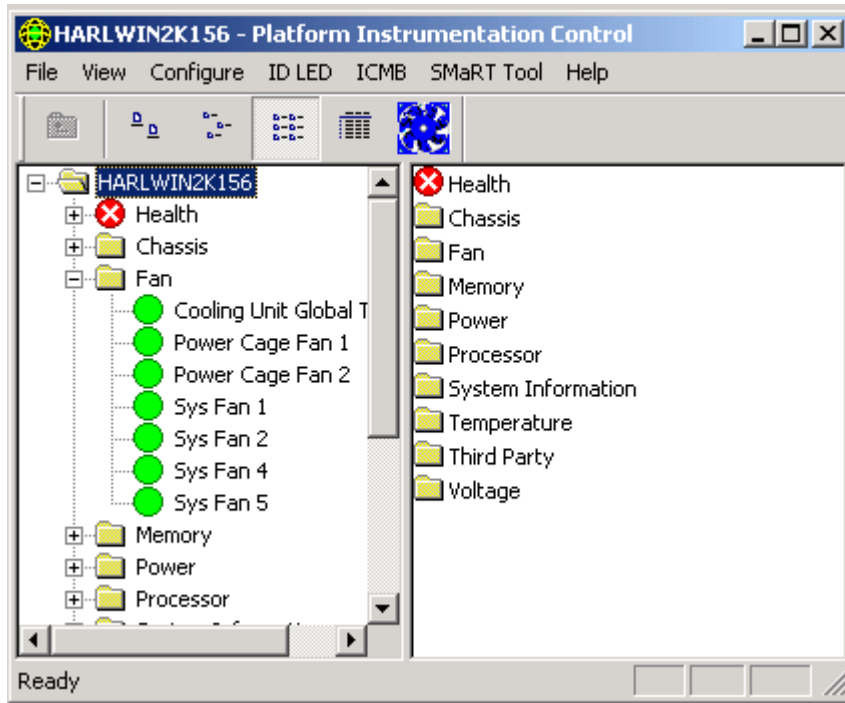 HARLWIN2K156 - Platform Instrumentation Control
File View Configure ID LED ICMB SMaRT Tool Help
HARLWIN2K156
Health
Chassis
Fan
Cooling Unit Global T
Power Cage Fan 1
Power Cage Fan 2
Sys Fan 1
Sys Fan 2
Sys Fan 4
Sys Fan 5
Memory
Power
Processor
Health
Chassis
Fan
Memory
Power
Processor
System Information
Temperature
Third Party
Voltage
Ready